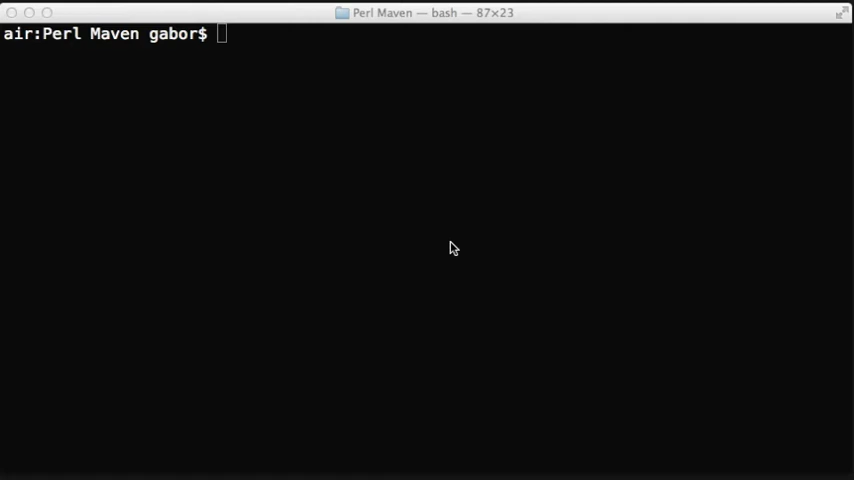 Perl Maven — bash — 87×23
air:Perl Maven gabor$